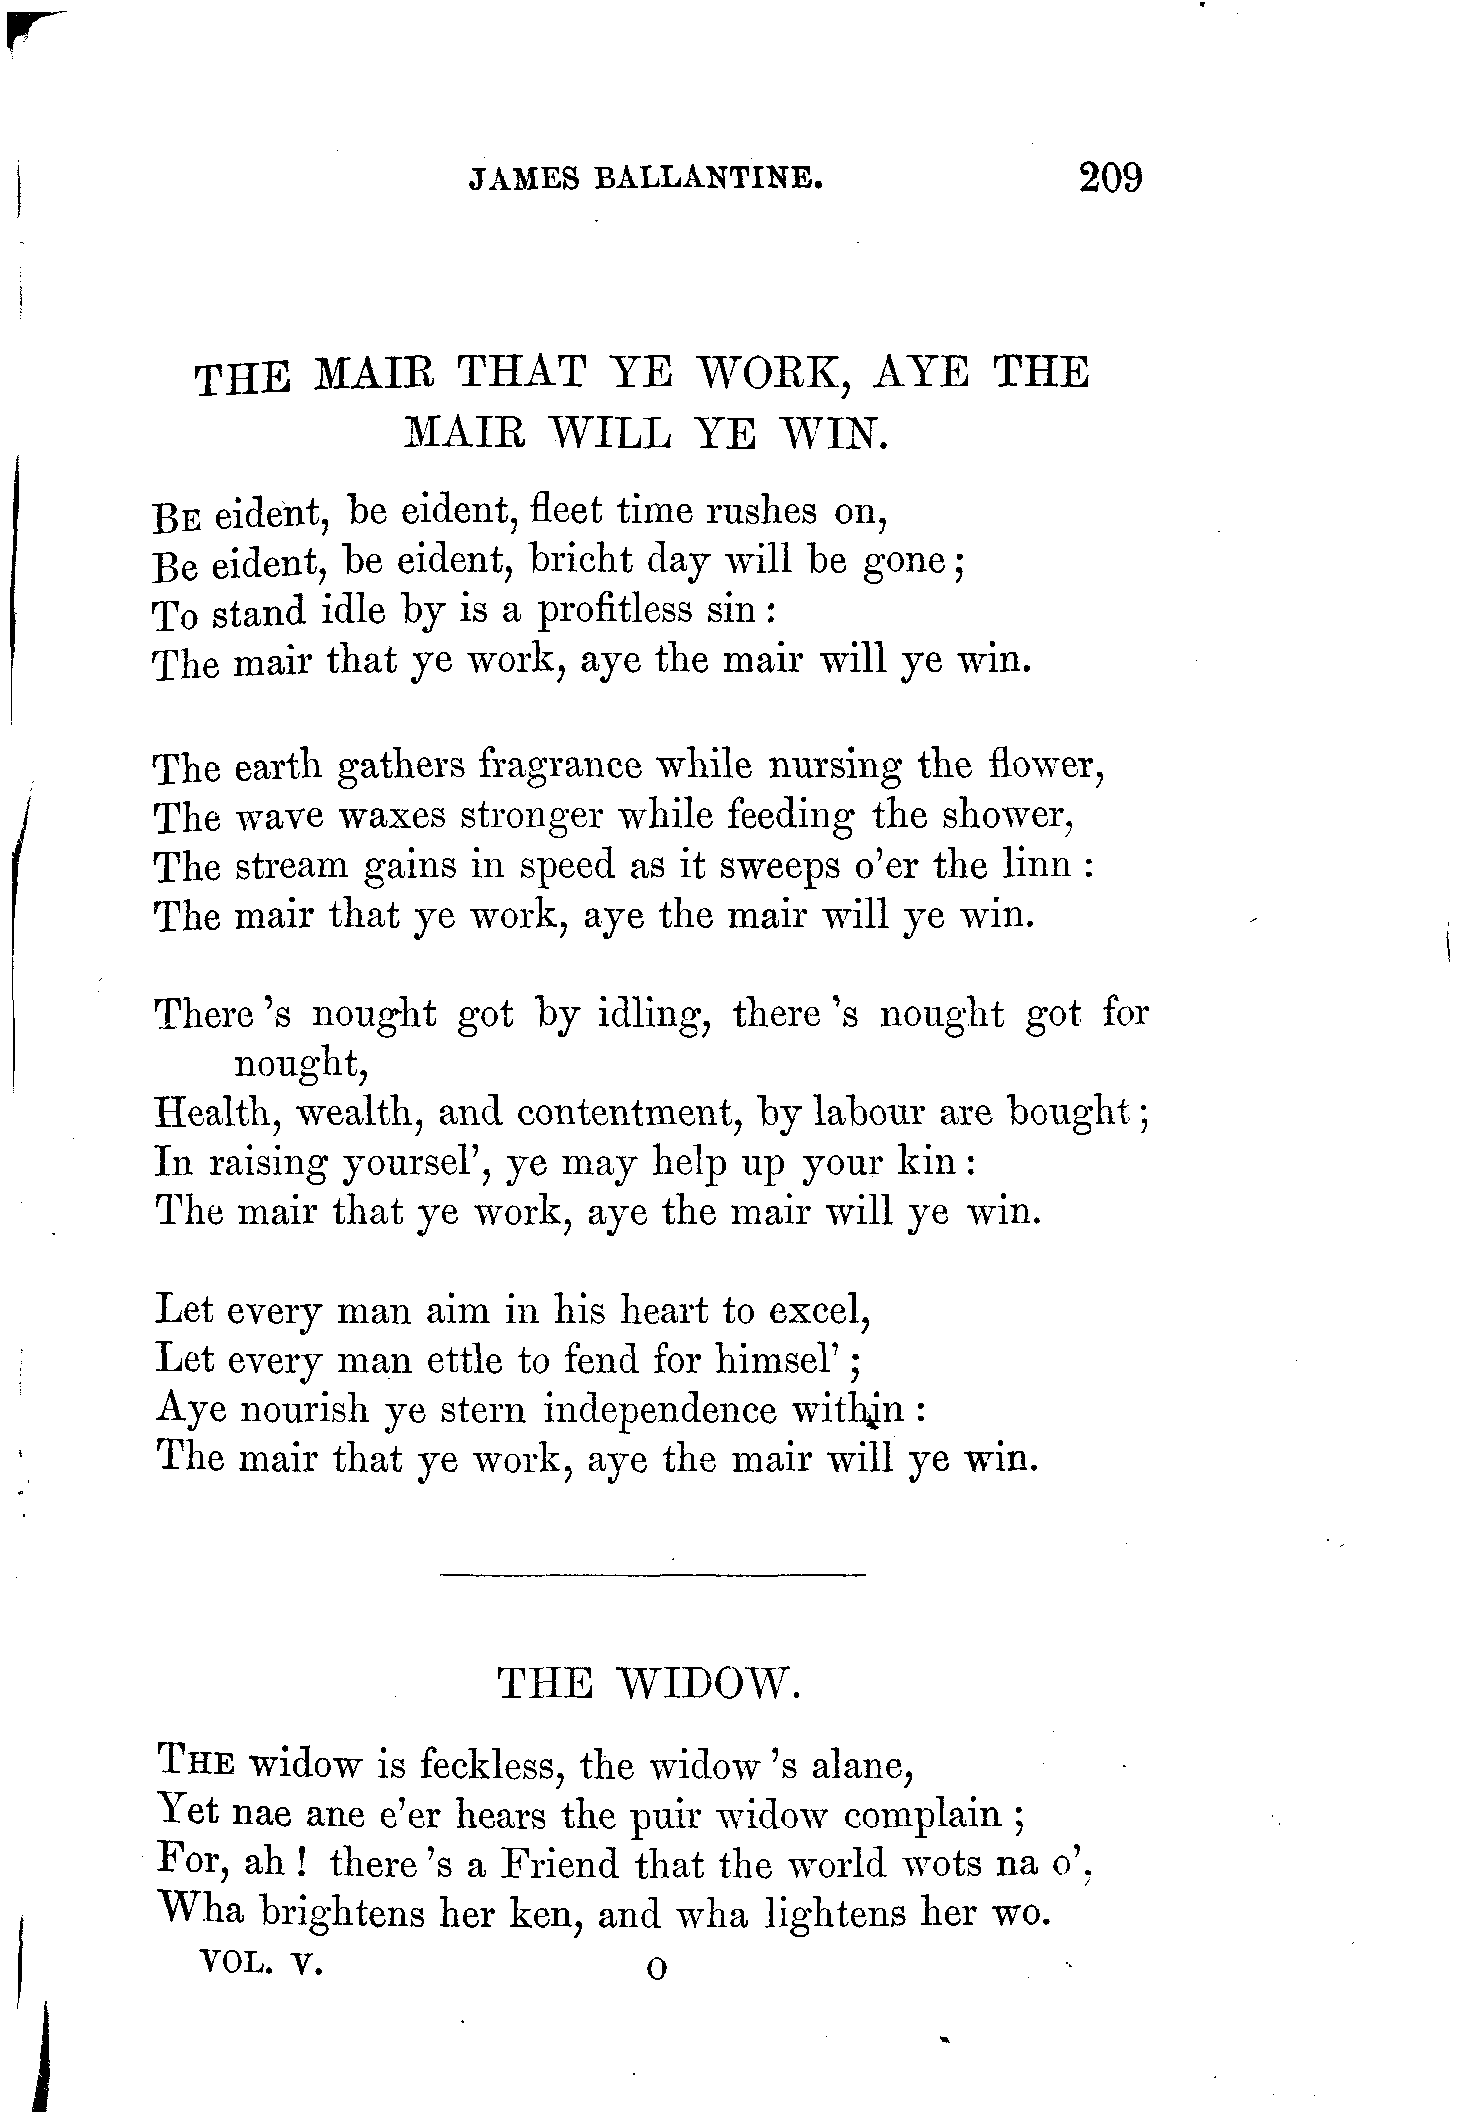 JAMES BALLANTINE. 209
THE MAIR THAT YE WORK, AYE THE
MAIR WILL YE WIN.
BE eident, be eident, fleet time rushes on,
Be eident, be eident, bricht day will be gone;
To stand idle by is a profitless sin:
The mair that ye work, aye the mair will ye win.
The earth gathers fragrance while nursing the flower,
The wave waxes stronger while feeding the shower,
The stream gains in speed as it sweeps o'er the linn:
The mair that ye work, aye the mair will ye win.
There's nought got by idling, there's nought got for
nought,
Health, wealth, and contentment, by labour are bought;
In raising yoursel', ye may help up your kin:
The mair that ye work, aye the mair will ye win.
Let every man aim in his heart to excel,
Let every man ettle to fend for himsel';
Aye nourish ye stern independence within:
The mair that ye work, aye the mair will ye win.
THE WIDOW.
THE widow is feckless, the widow's alane,
Yet nae ane e'er hears the puir widow complain;
For, ah! there's a Friend that the world wots na o',
Wha brightens her ken, and wha lightens her wo.
VOL. V. O